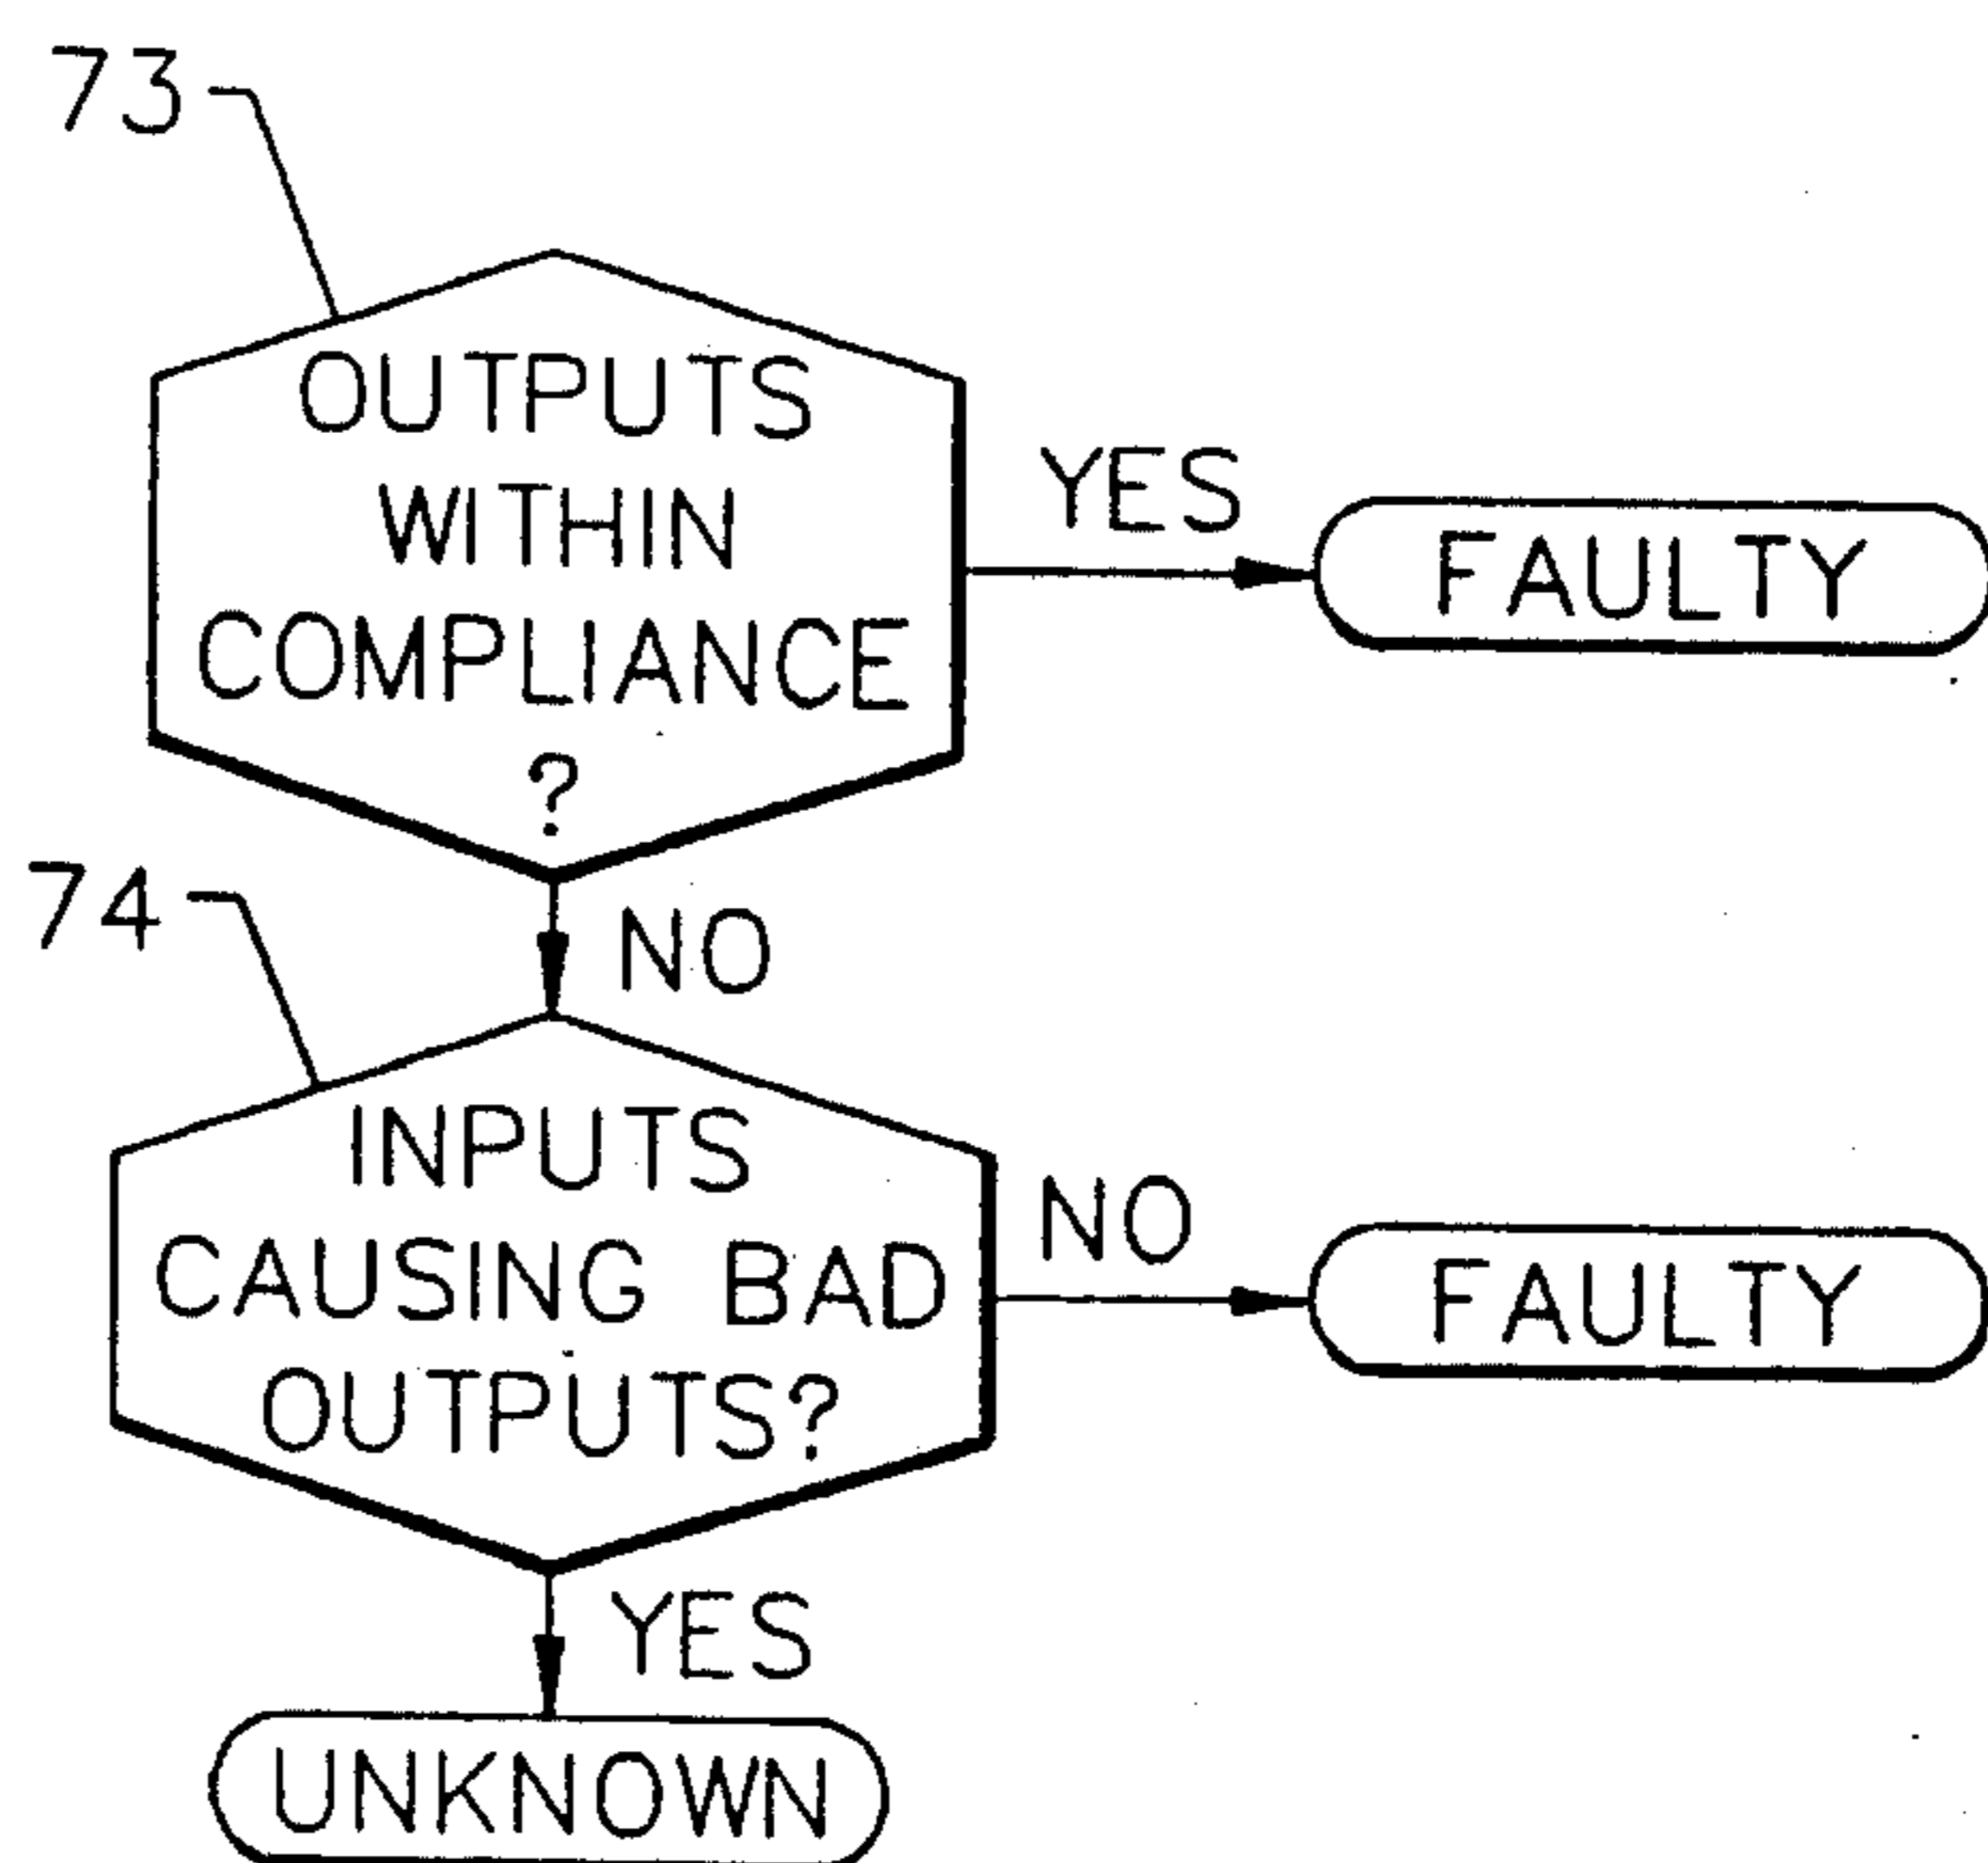 73
OUTPUTS
WITHIN
COMPLIANCE
?
YES
FAULTY
74
NO
INPUTS
CAUSING BAD
OUTPUTS?
NO
FAULTY
YES
UNKNOWN